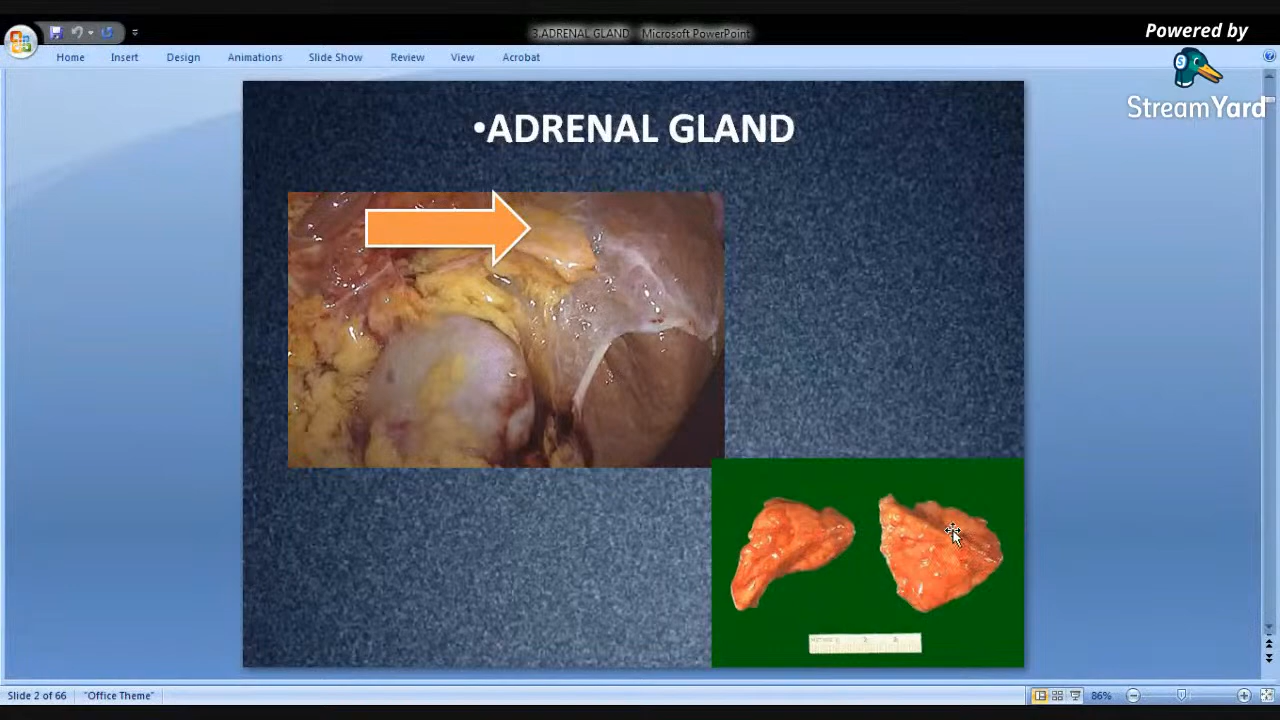 3.ADRENAL GLAND Microsoft PowerPoint
Powered by
StreamYard
Home Insert Design Animations Slide Show Review View Acrobat
•ADRENAL GLAND
Slide 2 of 66 "Office Theme" 86%